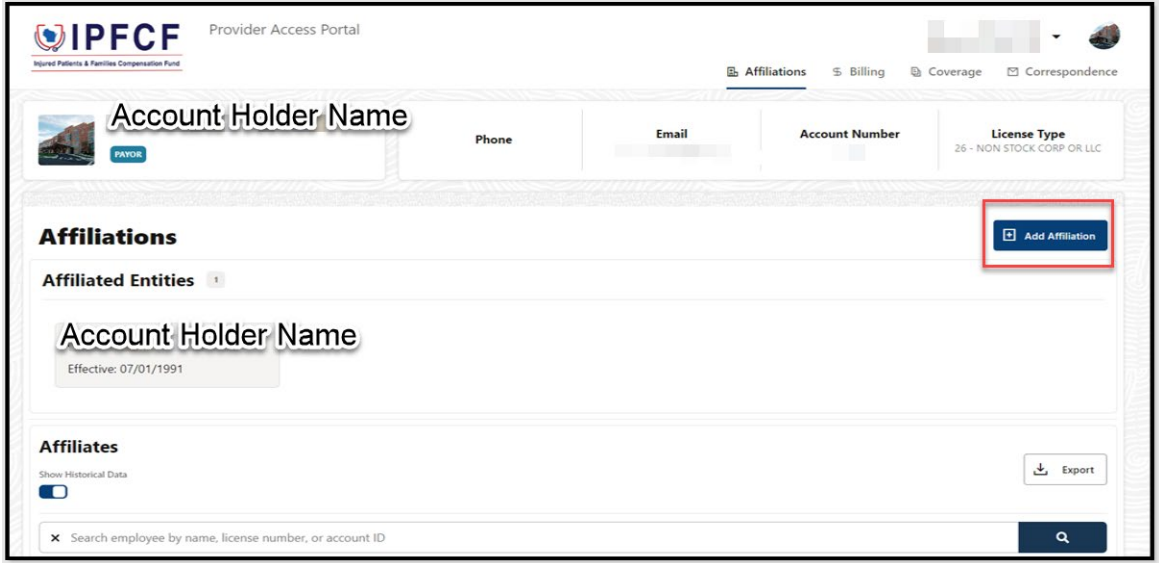 IPFCF
Injured Patients & Families Compensation Fund
Provider Access Portal
Affiliations
Billing
Coverage
Correspondence
Account Holder Name
PAYOR
Phone
Email
Account Number
License Type
26 - NON STOCK CORP OR LLC
Affiliations
Add Affiliation
Affiliated Entities 1
Account Holder Name
Effective: 07/01/1991
Affiliates
Show Historical Data
Export
Search employee by name, license number, or account ID